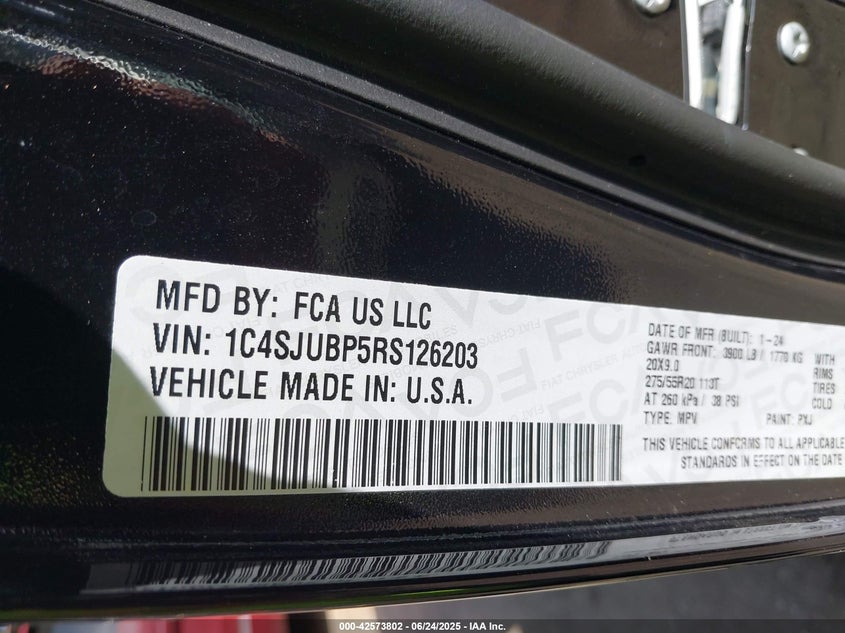 MFD BY: FCA US LLC
VIN: 1C4SJUBP5RS126203
VEHICLE MADE IN: U.S.A.
DATE OF MFR (BUILT): 1-24
GAWR FRONT: 3900 LB / 1770 KG WITH
20X9.0 RIMS
275/55R20 113T TIRES
AT 260 kPa / 38 PSI COLD
TYPE: MPV PAINT: PXJ
THIS VEHICLE CONFORMS TO ALL APPLICABLE
STANDARDS IN EFFECT ON THE DATE
000-42573802 - 06/24/2025 - IAA Inc.